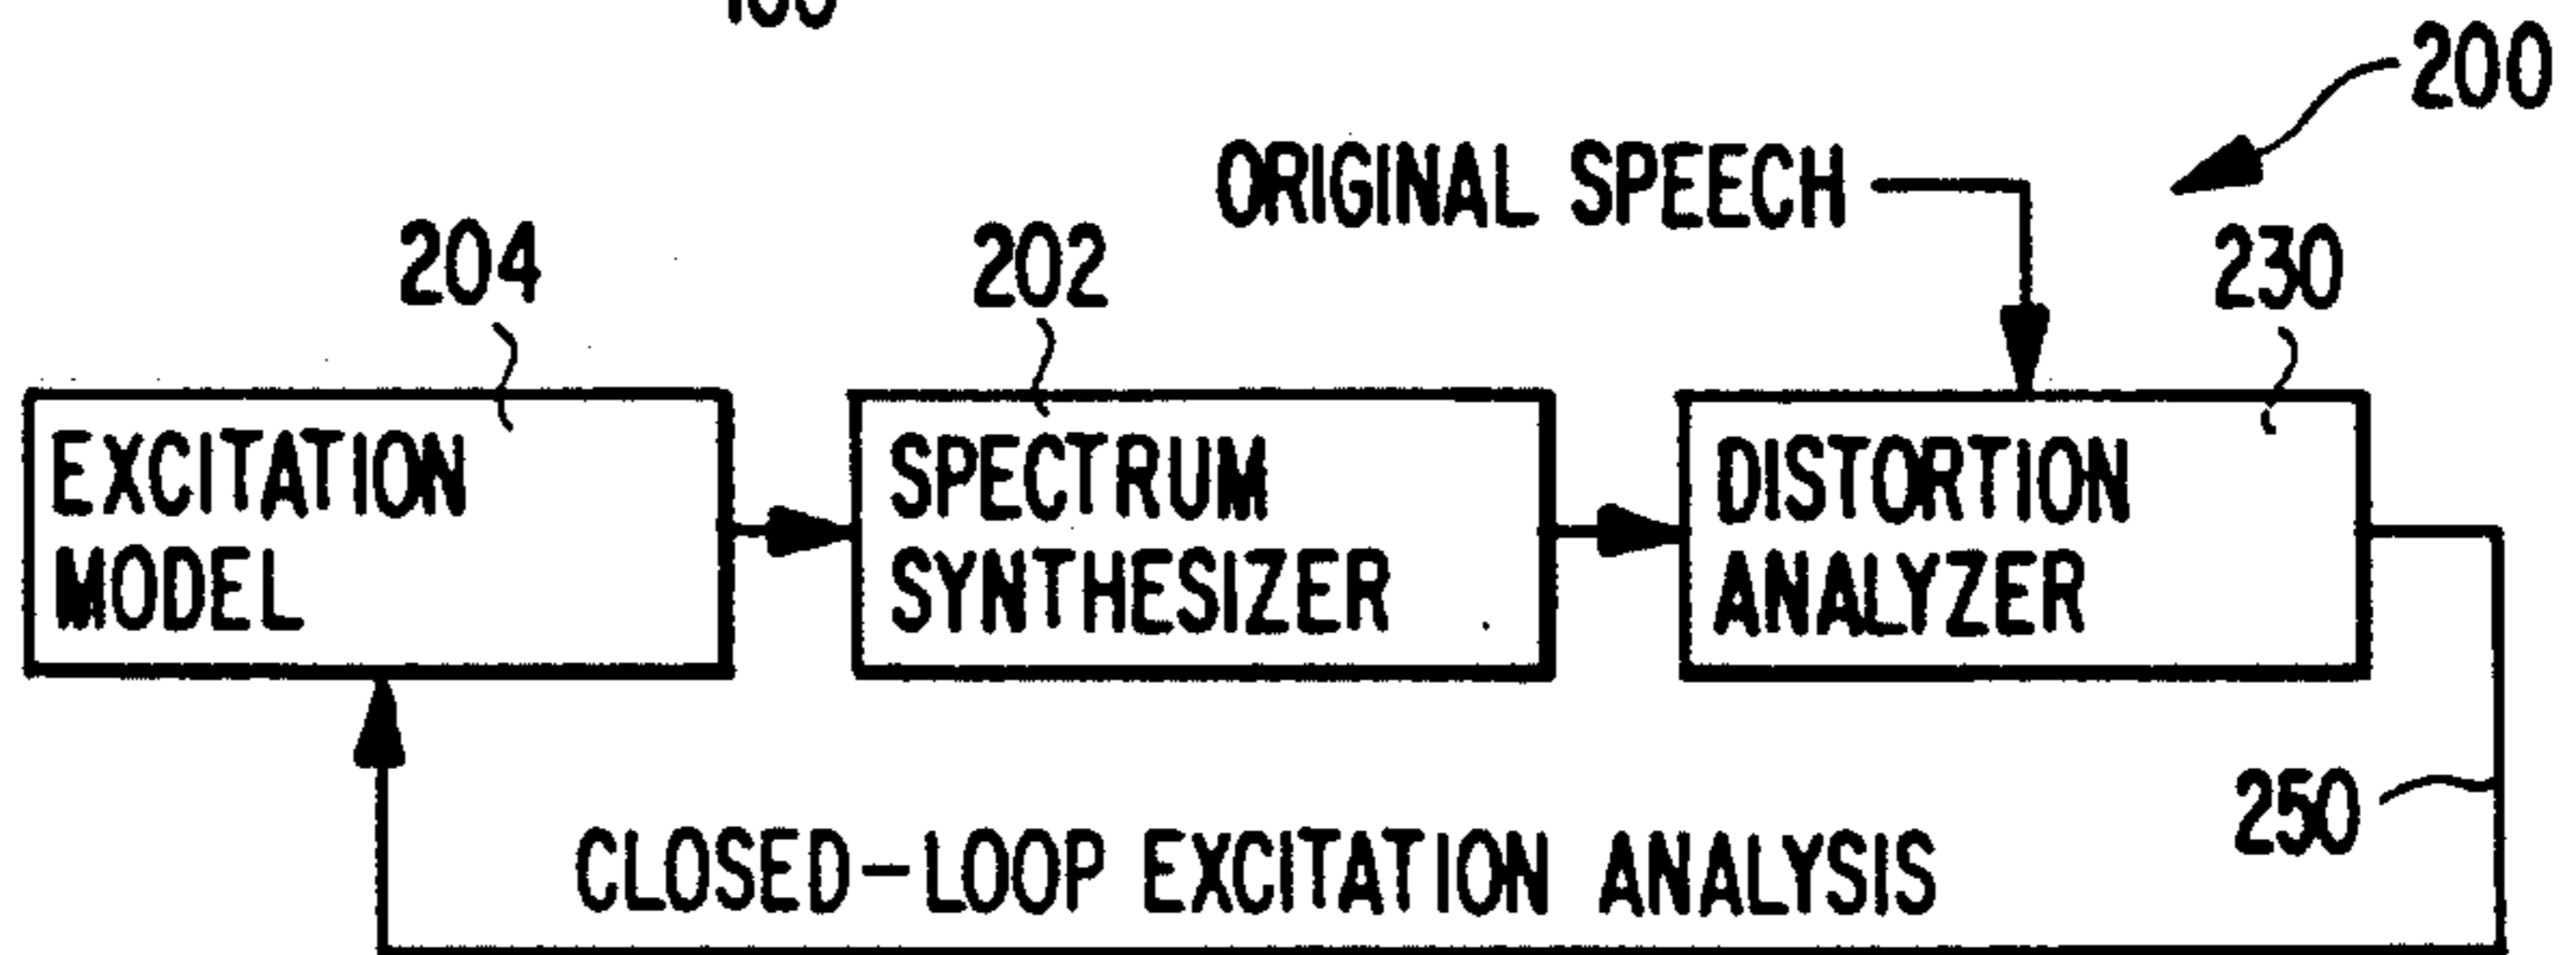 200
ORIGINAL SPEECH
204
202
230
EXCITATION
MODEL
SPECTRUM
SYNTHESIZER
DISTORTION
ANALYZER
250
CLOSED-LOOP EXCITATION ANALYSIS